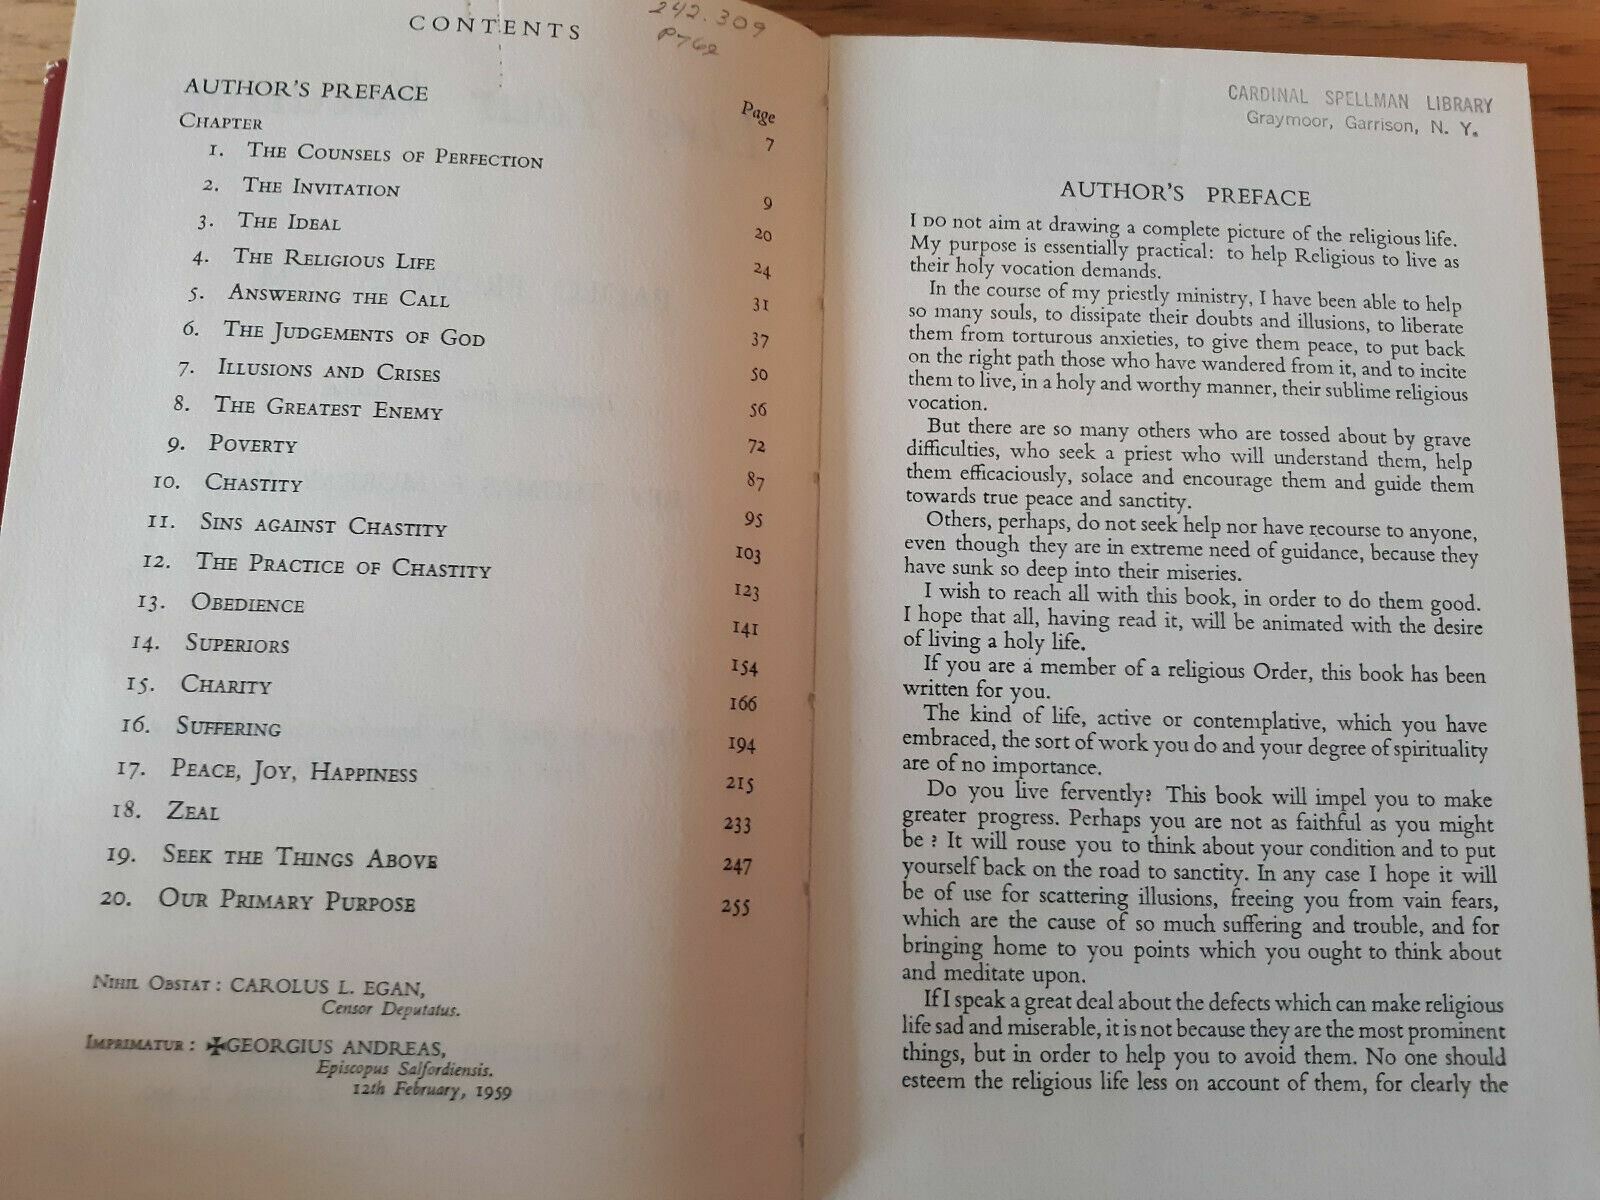 CONTENTS
242.309
P762
AUTHOR'S PREFACE
Page
CHAPTER
7
1. THE COUNSELS OF PERFECTION
9
2. THE INVITATION
20
3. THE IDEAL
24
4. THE RELIGIOUS LIFE
31
5. ANSWERING THE CALL
37
6. THE JUDGEMENTS OF GOD
50
7. ILLUSIONS AND CRISES
56
8. THE GREATEST ENEMY
72
9. POVERTY
87
10. CHASTITY
95
11. SINS AGAINST CHASTITY
103
12. THE PRACTICE OF CHASTITY
123
13. OBEDIENCE
141
14. SUPERIORS
154
15. CHARITY
166
16. SUFFERING
194
17. PEACE, JOY, HAPPINESS
215
18. ZEAL
233
19. SEEK THE THINGS ABOVE
247
20. OUR PRIMARY PURPOSE
255
NIHIL OBSTAT : CAROLUS L. EGAN,
Censor Deputatus.
IMPRIMATUR : ✠GEORGIUS ANDREAS,
Episcopus Salfordiensis.
12th February, 1959
CARDINAL SPELLMAN LIBRARY
Graymoor, Garrison, N. Y.
AUTHOR'S PREFACE
I DO not aim at drawing a complete picture of the religious life.
My purpose is essentially practical: to help Religious to live as
their holy vocation demands.
In the course of my priestly ministry, I have been able to help
so many souls, to dissipate their doubts and illusions, to liberate
them from torturous anxieties, to give them peace, to put back
on the right path those who have wandered from it, and to incite
them to live, in a holy and worthy manner, their sublime religious
vocation.
But there are so many others who are tossed about by grave
difficulties, who seek a priest who will understand them, help
them efficaciously, solace and encourage them and guide them
towards true peace and sanctity.
Others, perhaps, do not seek help nor have recourse to anyone,
even though they are in extreme need of guidance, because they
have sunk so deep into their miseries.
I wish to reach all with this book, in order to do them good.
I hope that all, having read it, will be animated with the desire
of living a holy life.
If you are a member of a religious Order, this book has been
written for you.
The kind of life, active or contemplative, which you have
embraced, the sort of work you do and your degree of spirituality
are of no importance.
Do you live fervently? This book will impel you to make
greater progress. Perhaps you are not as faithful as you might
be ? It will rouse you to think about your condition and to put
yourself back on the road to sanctity. In any case I hope it will
be of use for scattering illusions, freeing you from vain fears,
which are the cause of so much suffering and trouble, and for
bringing home to you points which you ought to think about
and meditate upon.
If I speak a great deal about the defects which can make religious
life sad and miserable, it is not because they are the most prominent
things, but in order to help you to avoid them. No one should
esteem the religious life less on account of them, for clearly the